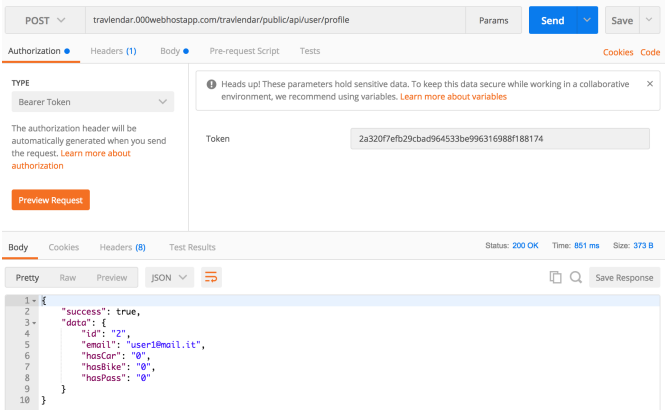 POST travlendar.000webhostapp.com/travlendar/public/api/user/profile Params Send Save
Authorization Headers (1) Body Pre-request Script Tests Cookies Code
TYPE
Bearer Token
The authorization header will be
automatically generated when you send
the request. Learn more about
authorization
Preview Request
Heads up! These parameters hold sensitive data. To keep this data secure while working in a collaborative
environment, we recommend using variables. Learn more about variables
Token 2a320f7efb29cbad964533be996316988f188174
Body Cookies Headers (8) Test Results Status: 200 OK Time: 851 ms Size: 373 B
Pretty Raw Preview JSON Save Response
1 {
2 "success": true,
3 "data": {
4 "id": "2",
5 "email": "user1@mail.it",
6 "hasCar": "0",
7 "hasBike": "0",
8 "hasPass": "0"
9 }
10 }